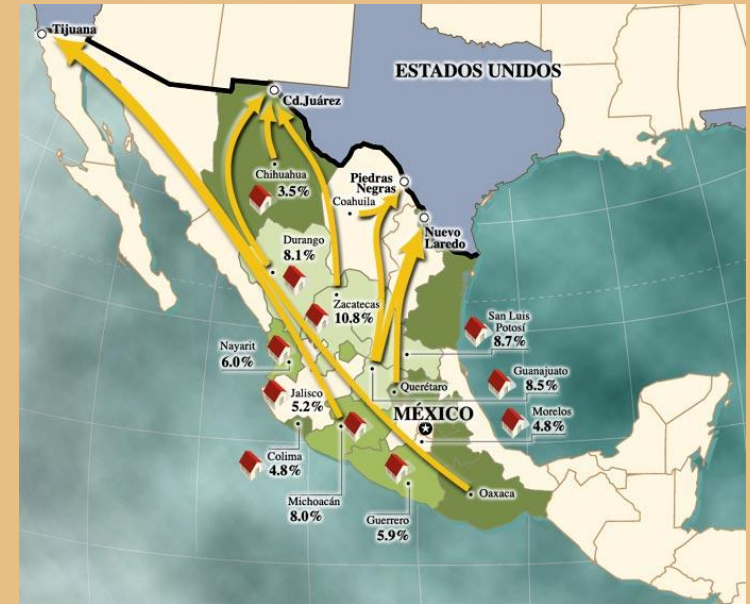 Tijuana
ESTADOS UNIDOS
Cd.Juárez
Chihuahua
3.5%
Piedras
Negras
Coahuila
Nuevo
Laredo
Durango
8.1%
Zacatecas
10.8%
San Luis
Potosí
8.7%
Nayarit
6.0%
Guanajuato
8.5%
Querétaro
Jalisco
5.2%
MÉXICO
Morelos
4.8%
Colima
4.8%
Michoacán
8.0%
Oaxaca
Guerrero
5.9%